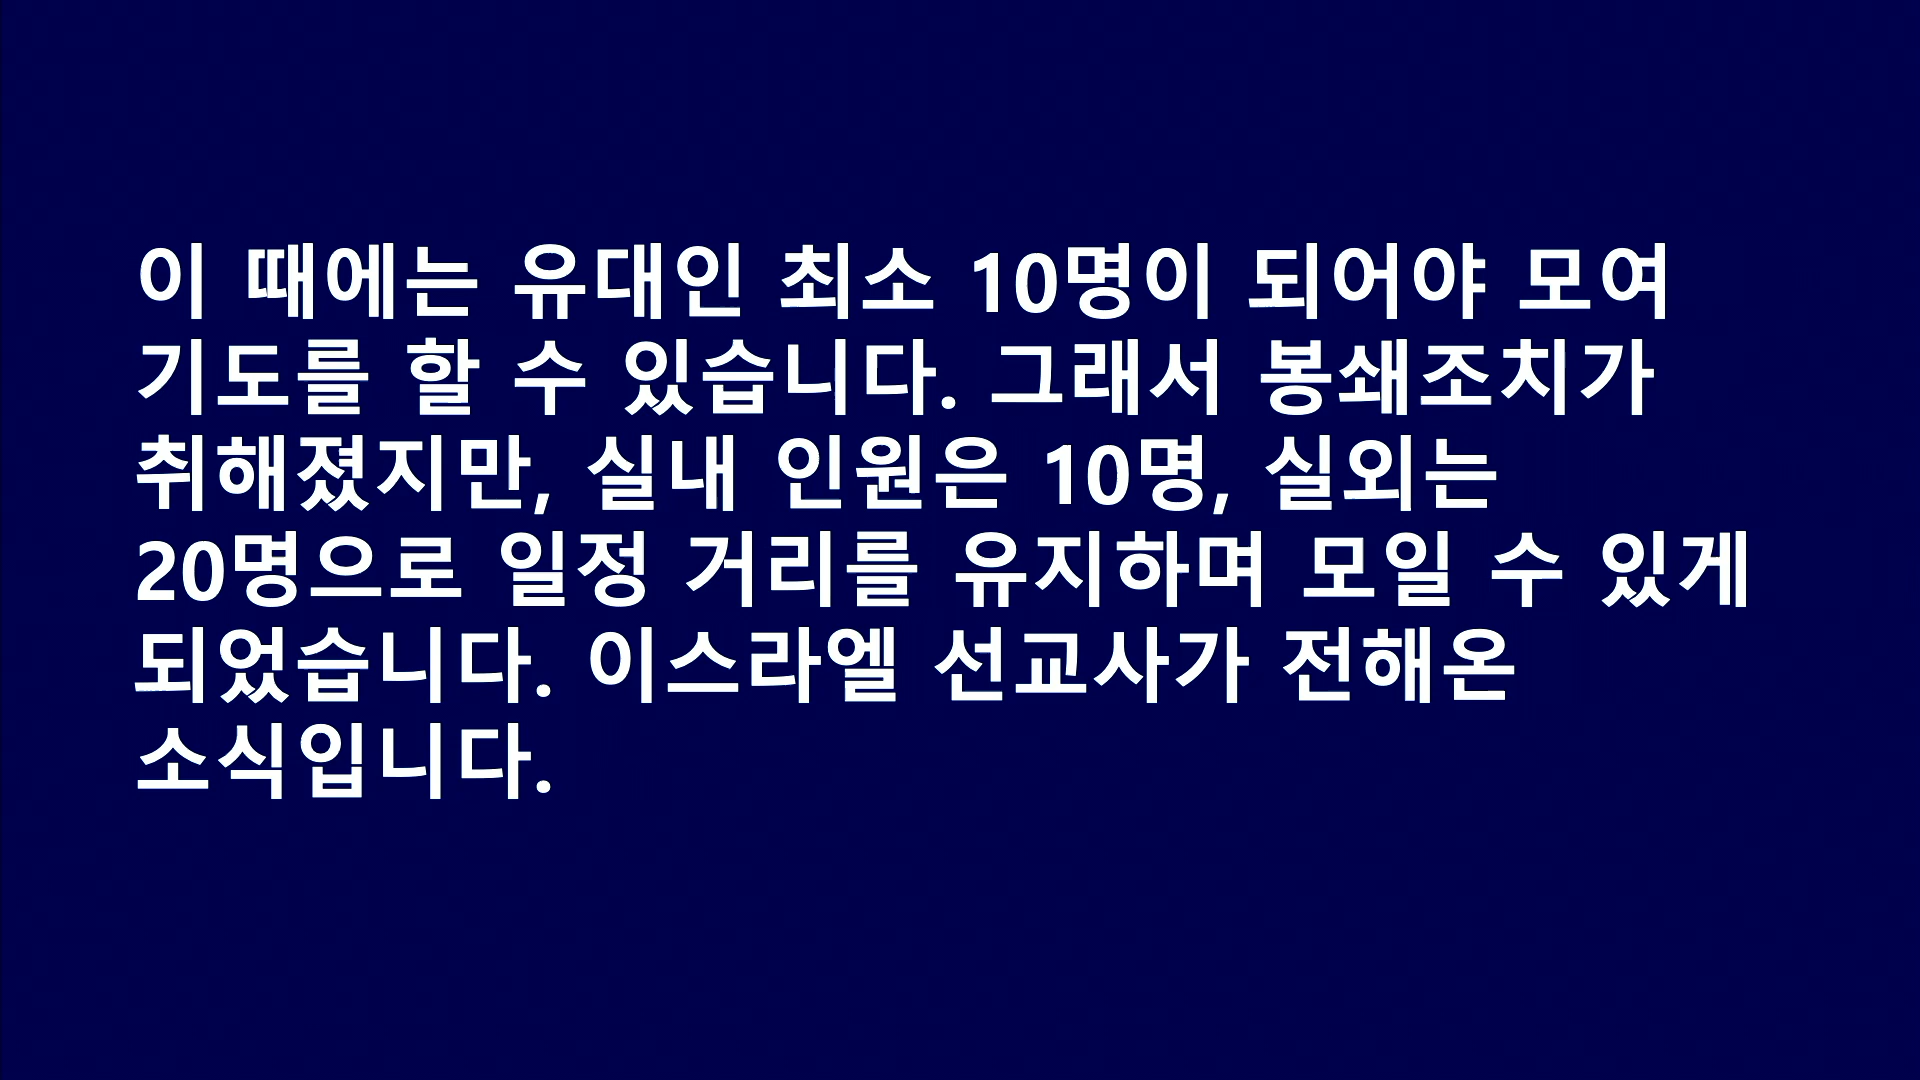 이 때에는 유대인 최소 10명이 되어야 모여
기도를 할 수 있습니다. 그래서 봉쇄조치가
취해졌지만, 실내 인원은 10명, 실외는
20명으로 일정 거리를 유지하며 모일 수 있게
되었습니다. 이스라엘 선교사가 전해온
소식입니다.